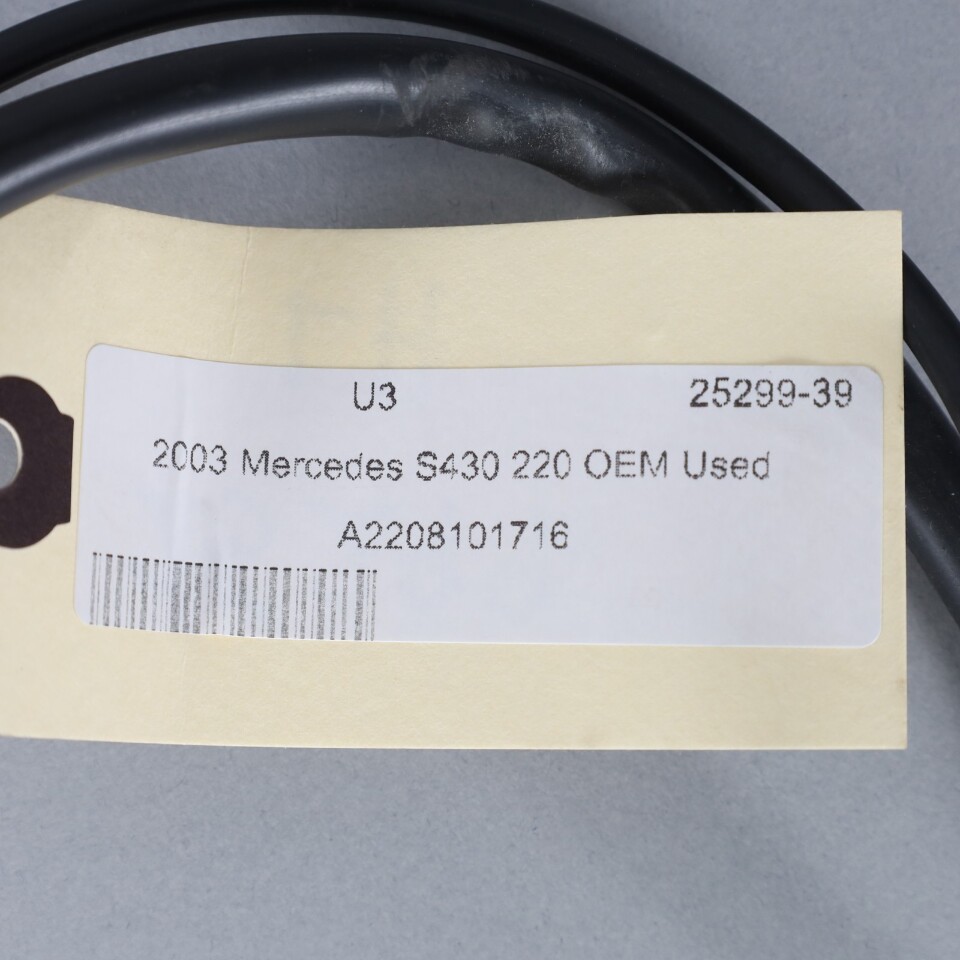 U3 25299-39
2003 Mercedes S430 220 OEM Used
A2208101716